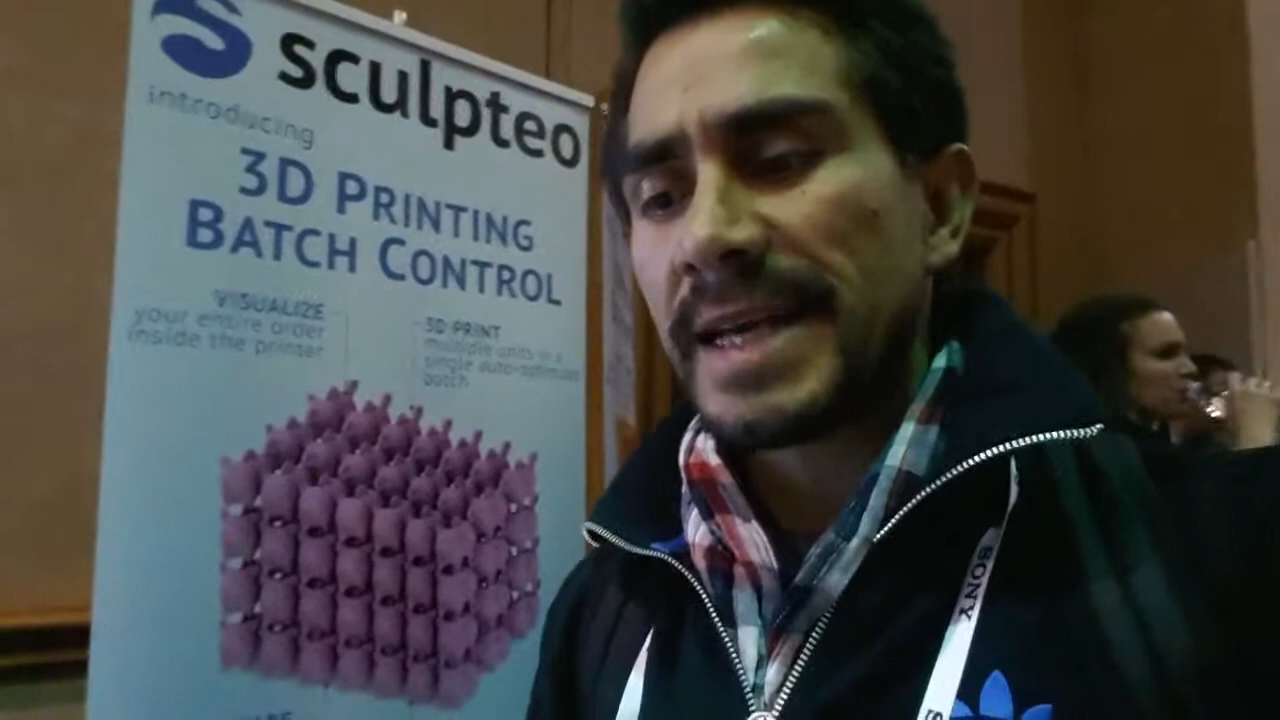 sculpteo
introducing
3D PRINTING
BATCH CONTROL
VISUALIZE
your entire order
inside the printer
3D PRINT
multiple units in a
single auto-optimized
batch
SONY